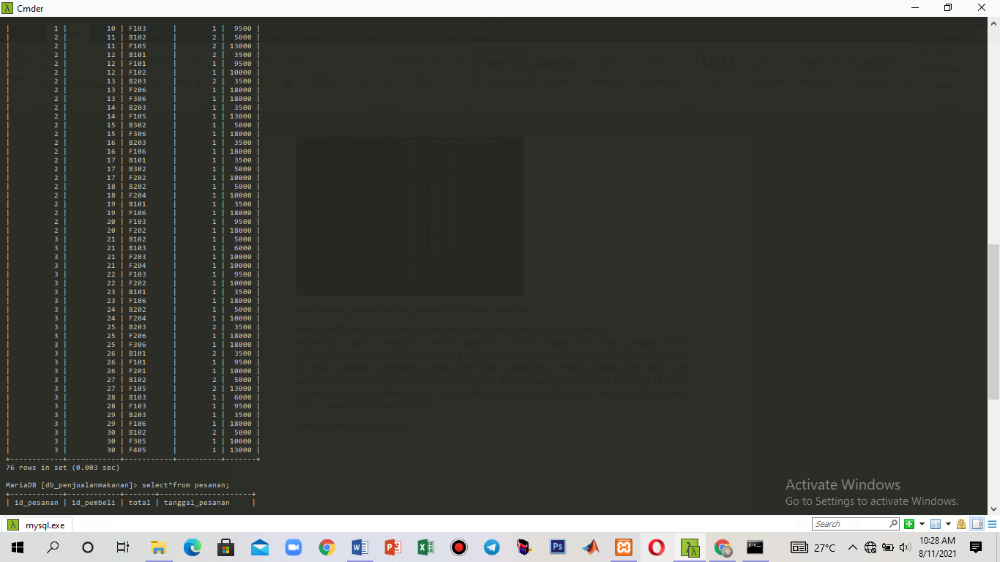 Cmder
|          1 |         10 | F103      |        1 |  9500 |
|          2 |         11 | B102      |        2 |  5000 |
|          2 |         11 | F105      |        2 | 13000 |
|          2 |         12 | B101      |        2 |  3500 |
|          2 |         12 | F101      |        1 |  9500 |
|          2 |         12 | F102      |        1 | 10000 |
|          2 |         13 | B203      |        2 |  3500 |
|          2 |         13 | F206      |        1 | 18000 |
|          2 |         13 | F306      |        1 | 18000 |
|          2 |         14 | B203      |        1 |  3500 |
|          2 |         14 | F105      |        1 | 13000 |
|          2 |         15 | B302      |        1 |  5000 |
|          2 |         15 | F306      |        1 | 18000 |
|          2 |         16 | B203      |        1 |  3500 |
|          2 |         16 | F106      |        1 | 18000 |
|          2 |         17 | B101      |        1 |  3500 |
|          2 |         17 | B302      |        1 |  5000 |
|          2 |         17 | F202      |        1 | 10000 |
|          2 |         18 | B202      |        1 |  5000 |
|          2 |         18 | F204      |        1 | 10000 |
|          2 |         19 | B101      |        1 |  3500 |
|          2 |         19 | F106      |        1 | 18000 |
|          2 |         20 | F103      |        1 |  9500 |
|          2 |         20 | F202      |        1 | 18000 |
|          3 |         21 | B102      |        1 |  5000 |
|          3 |         21 | B103      |        1 |  6000 |
|          3 |         21 | F203      |        1 | 10000 |
|          3 |         21 | F204      |        1 | 10000 |
|          3 |         22 | F103      |        1 |  9500 |
|          3 |         22 | F202      |        1 | 10000 |
|          3 |         23 | B101      |        1 |  3500 |
|          3 |         23 | F106      |        1 | 18000 |
|          3 |         24 | B202      |        1 |  5000 |
|          3 |         24 | F204      |        1 | 10000 |
|          3 |         25 | B203      |        2 |  3500 |
|          3 |         25 | F206      |        1 | 18000 |
|          3 |         25 | F306      |        1 | 18000 |
|          3 |         26 | B101      |        2 |  3500 |
|          3 |         26 | F101      |        1 |  9500 |
|          3 |         26 | F201      |        1 | 10000 |
|          3 |         27 | B102      |        2 |  5000 |
|          3 |         27 | F105      |        2 | 13000 |
|          3 |         28 | B103      |        1 |  6000 |
|          3 |         28 | F103      |        1 |  9500 |
|          3 |         29 | B203      |        1 |  3500 |
|          3 |         29 | F106      |        1 | 18000 |
|          3 |         30 | B102      |        2 |  5000 |
|          3 |         30 | F305      |        1 | 10000 |
|          3 |         30 | F405      |        1 | 13000 |
+------------+------------+-----------+----------+-------+
76 rows in set (0.003 sec)
MariaDB [db_penjualanmakanan]> select*from pesanan;
+------------+------------+-------+---------------------+
| id_pesanan | id_pembeli | total | tanggal_pesanan     |
Activate Windows
Go to Settings to activate Windows.
mysql.exe
Search
27°C
10:28 AM
8/11/2021